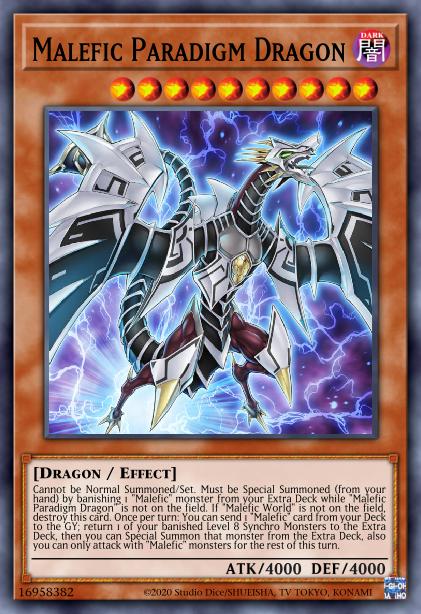 MALEFIC PARADIGM DRAGON
DARK
闇
[DRAGON / EFFECT]
Cannot be Normal Summoned/Set. Must be Special Summoned (from your
hand) by banishing 1 "Malefic" monster from your Extra Deck while "Malefic
Paradigm Dragon" is not on the field. If "Malefic World" is not on the field,
destroy this card. Once per turn: You can send 1 "Malefic" card from your Deck
to the GY; return 1 of your banished Level 8 Synchro Monsters to the Extra
Deck, then you can Special Summon that monster from the Extra Deck, also
you can only attack with "Malefic" monsters for the rest of this turn.
ATK/4000 DEF/4000
16958382 ©2020 Studio Dice/SHUEISHA, TV TOKYO, KONAMI